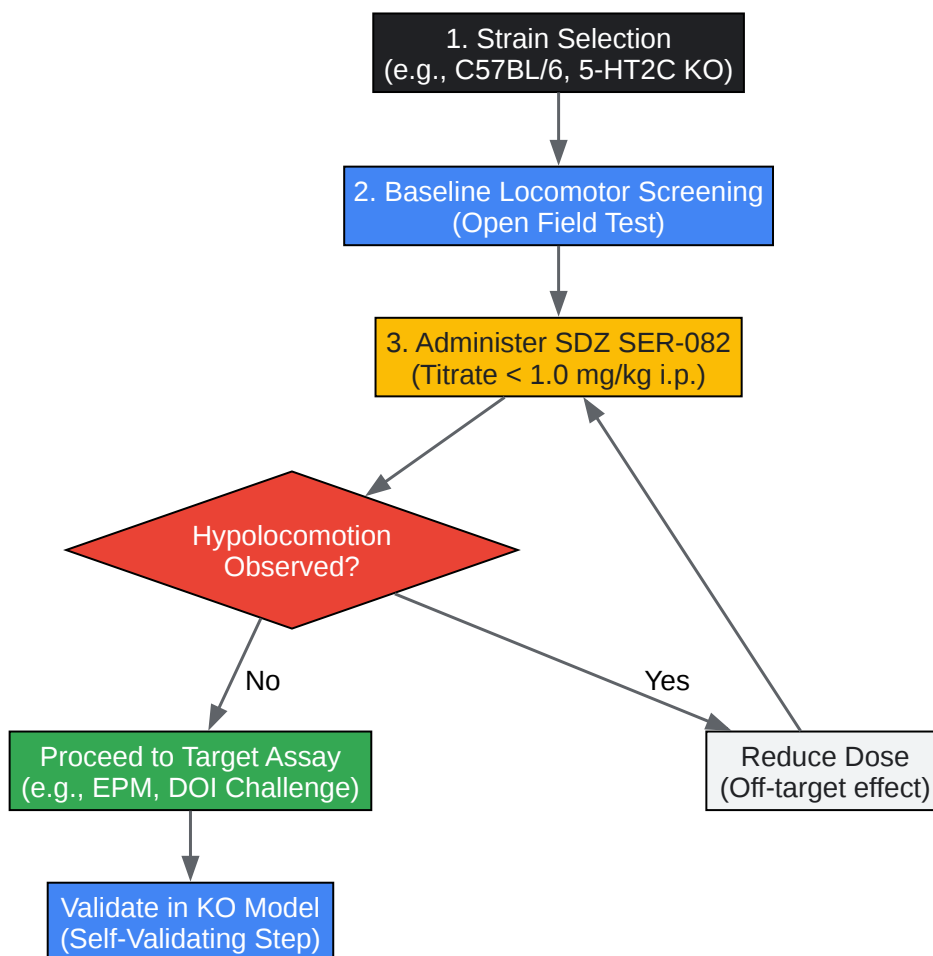 1. Strain Selection
(e.g., C57BL/6, 5-HT2C KO)
2. Baseline Locomotor Screening
(Open Field Test)
3. Administer SDZ SER-082
(Titrate < 1.0 mg/kg i.p.)
Hypolocomotion
Observed?
No
Yes
Proceed to Target Assay
(e.g., EPM, DOI Challenge)
Reduce Dose
(Off-target effect)
Validate in KO Model
(Self-Validating Step)